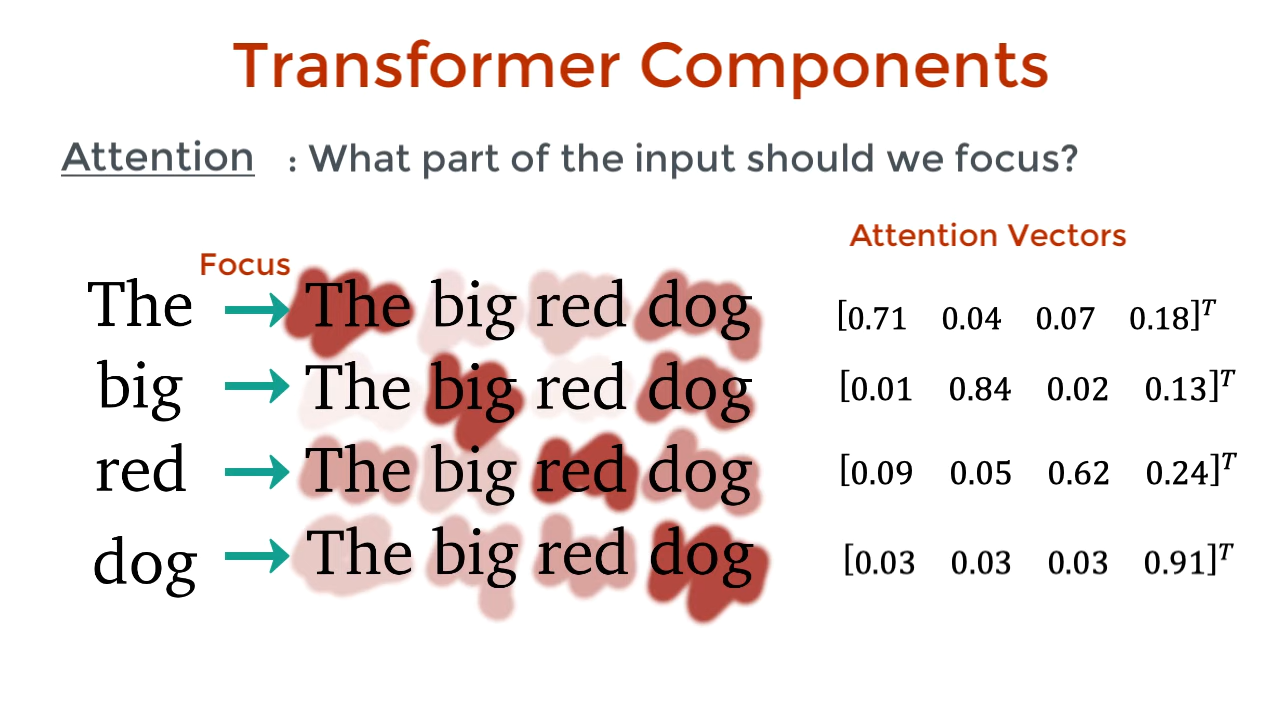 Transformer Components
Attention : What part of the input should we focus?
Attention Vectors
Focus
The → The big red dog [0.71 0.04 0.07 0.18]ᵀ
big → The big red dog [0.01 0.84 0.02 0.13]ᵀ
red → The big red dog [0.09 0.05 0.62 0.24]ᵀ
dog → The big red dog [0.03 0.03 0.03 0.91]ᵀ